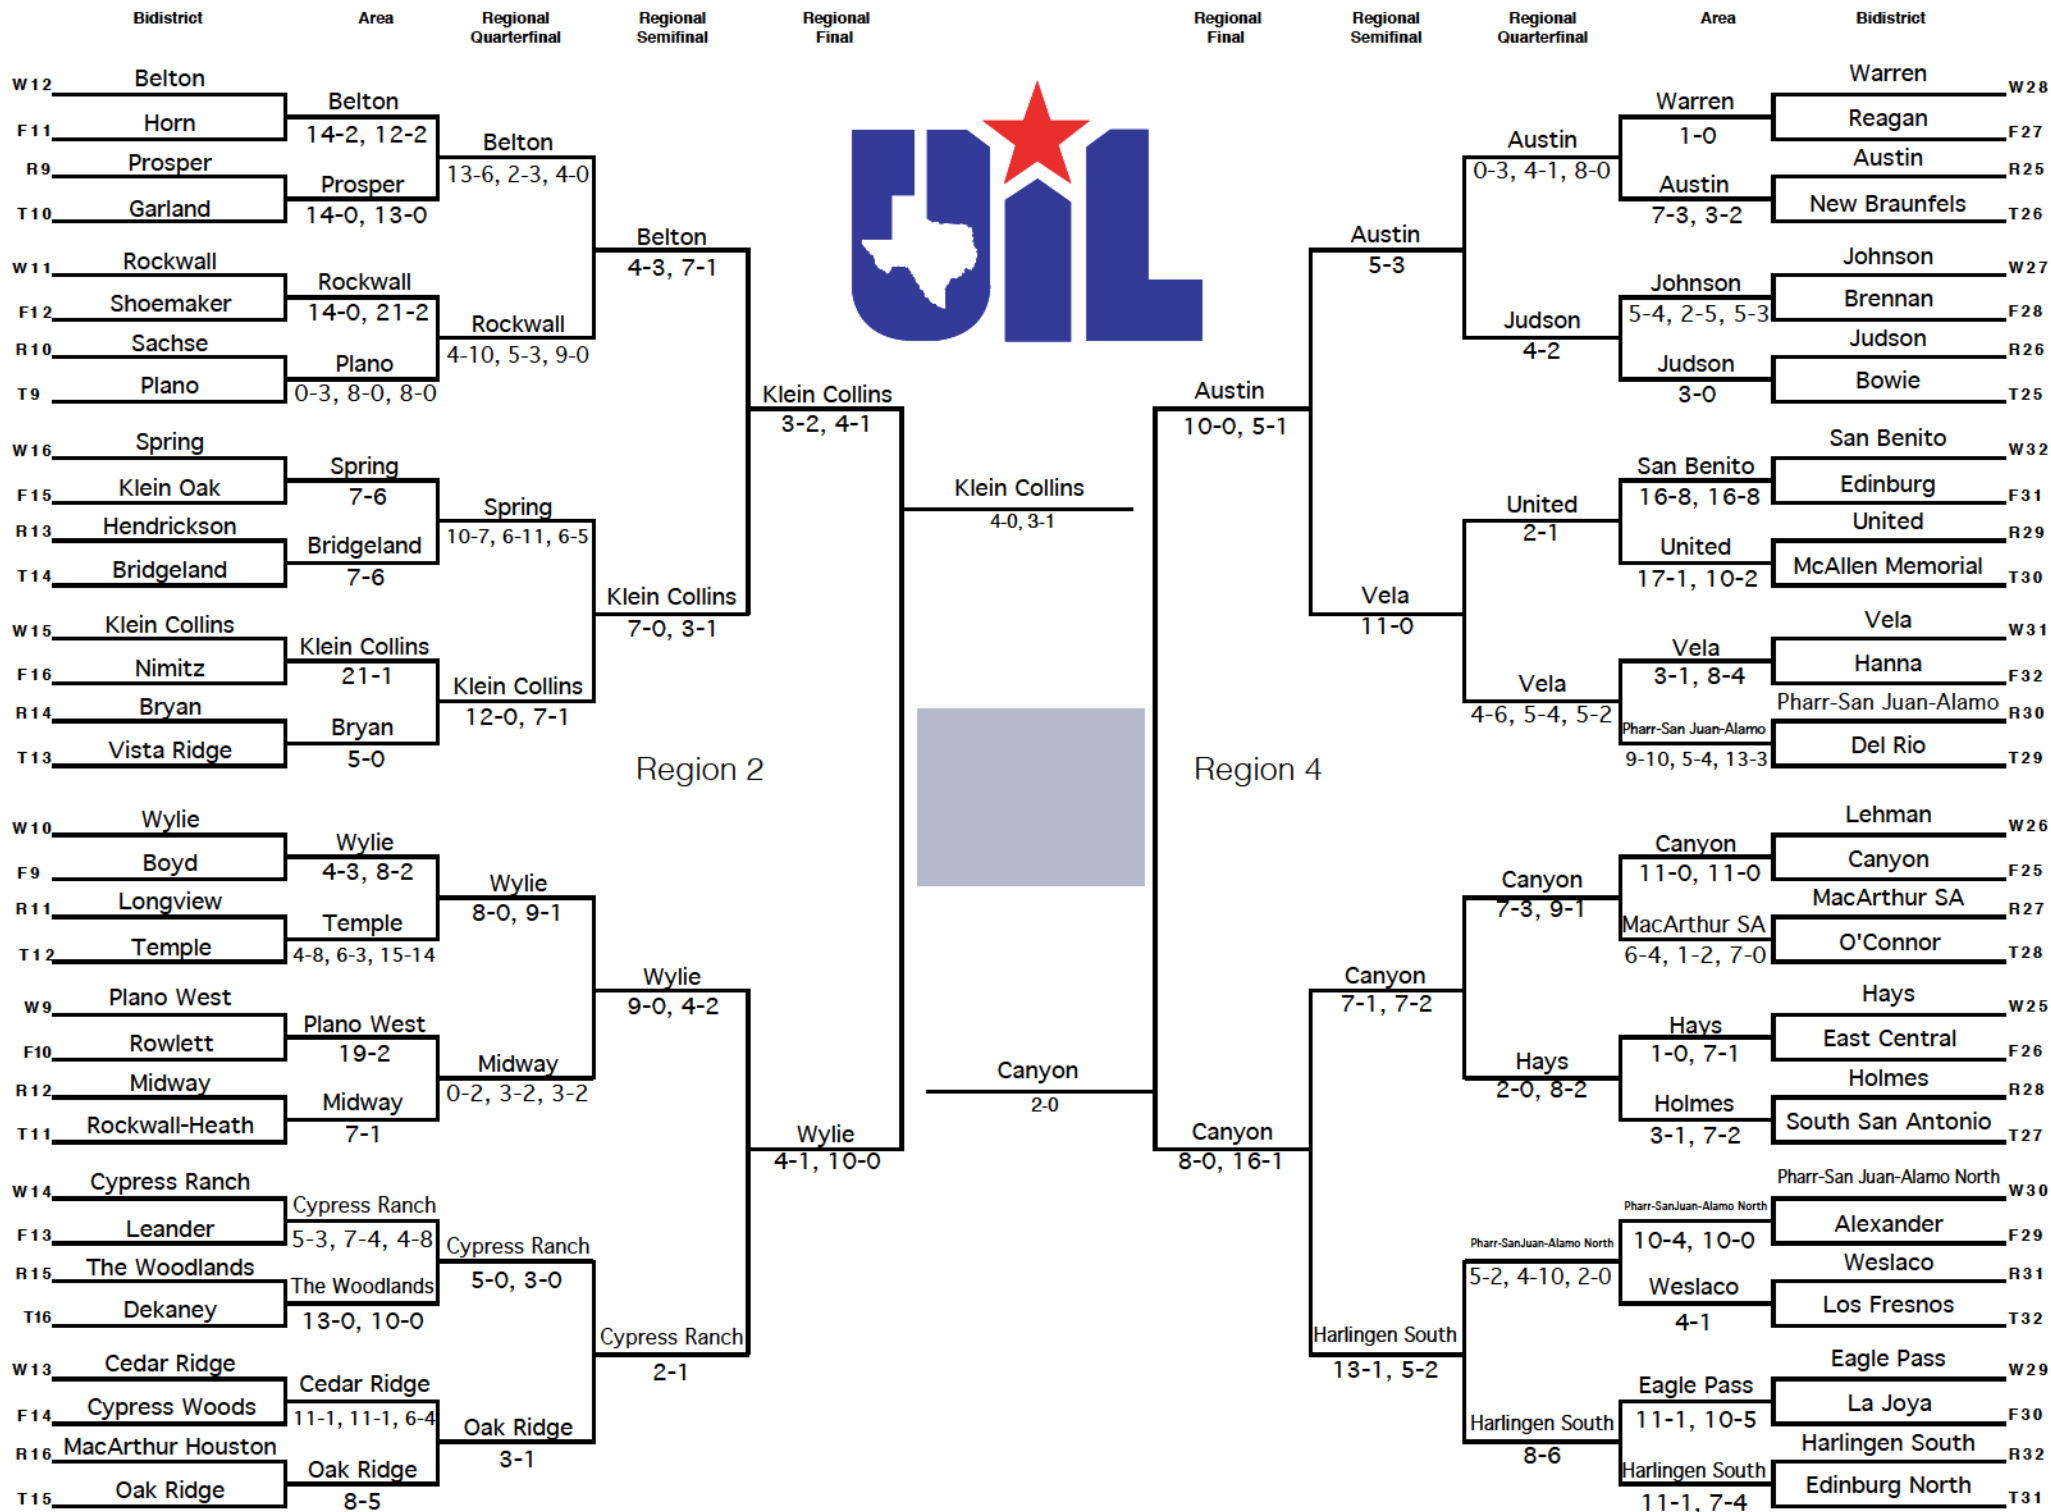 Bidistrict
Area
Regional
Quarterfinal
Regional
Semifinal
Regional
Final
Regional
Final
Regional
Semifinal
Regional
Quarterfinal
Area
Bidistrict
W12
Belton
F11
Horn
R9
Prosper
T10
Garland
W11
Rockwall
F12
Shoemaker
R10
Sachse
T9
Plano
W16
Spring
F15
Klein Oak
R13
Hendrickson
T14
Bridgeland
W15
Klein Collins
F16
Nimitz
R14
Bryan
T13
Vista Ridge
W10
Wylie
F9
Boyd
R11
Longview
T12
Temple
W9
Plano West
F10
Rowlett
R12
Midway
T11
Rockwall-Heath
W14
Cypress Ranch
F13
Leander
R15
The Woodlands
T16
Dekaney
W13
Cedar Ridge
F14
Cypress Woods
R16
MacArthur Houston
T15
Oak Ridge
Belton
14-2, 12-2
Prosper
14-0, 13-0
Rockwall
14-0, 21-2
Plano
0-3, 8-0, 8-0
Spring
7-6
Bridgeland
7-6
Klein Collins
21-1
Bryan
5-0
Wylie
4-3, 8-2
Temple
4-8, 6-3, 15-14
Plano West
19-2
Midway
7-1
Cypress Ranch
5-3, 7-4, 4-8
The Woodlands
13-0, 10-0
Cedar Ridge
11-1, 11-1, 6-4
Oak Ridge
8-5
Belton
13-6, 2-3, 4-0
Rockwall
4-10, 5-3, 9-0
Spring
10-7, 6-11, 6-5
Klein Collins
12-0, 7-1
Wylie
8-0, 9-1
Midway
0-2, 3-2, 3-2
Cypress Ranch
5-0, 3-0
Oak Ridge
3-1
Belton
4-3, 7-1
Klein Collins
7-0, 3-1
Wylie
9-0, 4-2
Cypress Ranch
2-1
Klein Collins
3-2, 4-1
Wylie
4-1, 10-0
Region 2
UIL
Klein Collins
4-0, 3-1
Canyon
2-0
Region 4
Austin
10-0, 5-1
Canyon
8-0, 16-1
Austin
5-3
Vela
11-0
Canyon
7-1, 7-2
Harlingen South
13-1, 5-2
Austin
0-3, 4-1, 8-0
Judson
4-2
United
2-1
Vela
4-6, 5-4, 5-2
Canyon
7-3, 9-1
Hays
2-0, 8-2
Pharr-SanJuan-Alamo North
5-2, 4-10, 2-0
Harlingen South
8-6
Warren
1-0
Austin
7-3, 3-2
Johnson
5-4, 2-5, 5-3
Judson
3-0
San Benito
16-8, 16-8
United
17-1, 10-2
Vela
3-1, 8-4
Pharr-San Juan-Alamo
9-10, 5-4, 13-3
Canyon
11-0, 11-0
MacArthur SA
6-4, 1-2, 7-0
Hays
1-0, 7-1
Holmes
3-1, 7-2
Pharr-SanJuan-Alamo North
10-4, 10-0
Weslaco
4-1
Eagle Pass
11-1, 10-5
Harlingen South
11-1, 7-4
Warren
W28
Reagan
F27
Austin
R25
New Braunfels
T26
Johnson
W27
Brennan
F28
Judson
R26
Bowie
T25
San Benito
W32
Edinburg
F31
United
R29
McAllen Memorial
T30
Vela
W31
Hanna
F32
Pharr-San Juan-Alamo
R30
Del Rio
T29
Lehman
W26
Canyon
F25
MacArthur SA
R27
O'Connor
T28
Hays
W25
East Central
F26
Holmes
R28
South San Antonio
T27
Pharr-San Juan-Alamo North
W30
Alexander
F29
Weslaco
R31
Los Fresnos
T32
Eagle Pass
W29
La Joya
F30
Harlingen South
R32
Edinburg North
T31